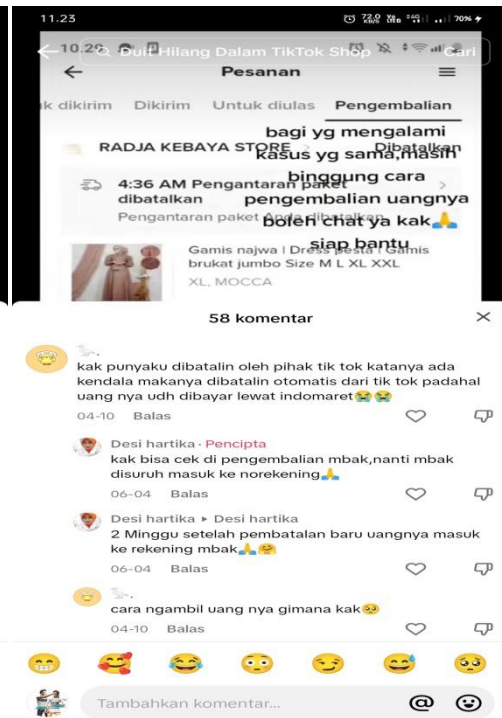 11.23
72.0 KB/s 4G 70%
10.29
Duit Hilang Dalam TikTok Shop
Cari
Pesanan
k dikirim Dikirim Untuk diulas Pengembalian
bagi yg mengalami
RADJA KEBAYA STORE > Dibatalkan
kasus yg sama,masih
binggung cara
4:36 AM Pengantaran paket
dibatalkan
pengembalian uangnya
Pengantaran paket Anda dibatalkan
boleh chat ya kak🙏
siap bantu
Gamis najwa | Dress pesta | Gamis
brukat jumbo Size M L XL XXL
XL, MOCCA
58 komentar
kak punyaku dibatalin oleh pihak tik tok katanya ada
kendala makanya dibatalin otomatis dari tik tok padahal
uang nya udh dibayar lewat indomaret😭😭
04-10 Balas
Desi hartika · Pencipta
kak bisa cek di pengembalian mbak,nanti mbak
disuruh masuk ke norekening🙏
06-04 Balas
Desi hartika ▸ Desi hartika
2 Minggu setelah pembatalan baru uangnya masuk
ke rekening mbak🙏🤗
06-04 Balas
cara ngambil uang nya gimana kak🥺
04-10 Balas
Tambahkan komentar...